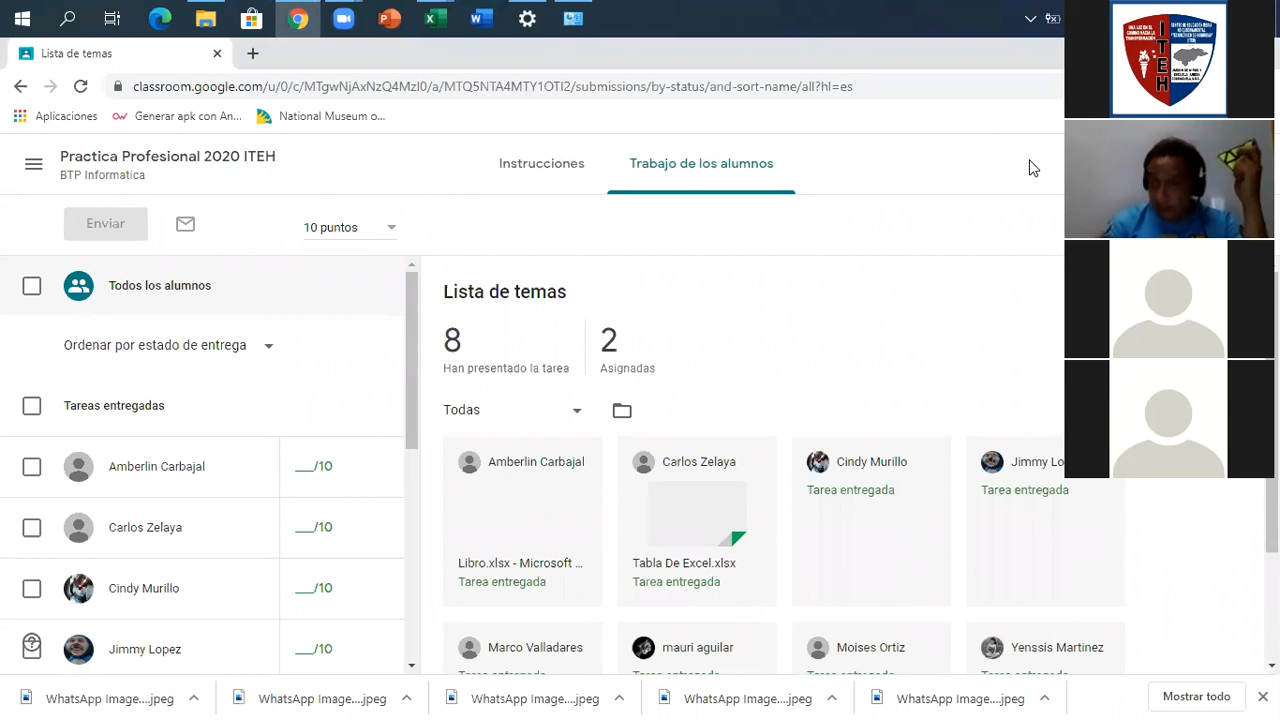 Lista de temas
classroom.google.com/u/0/c/MTgwNjAxNzQ4MzI0/a/MTQ5NTA4MTY1OTI2/submissions/by-status/and-sort-name/all?hl=es
Aplicaciones
Generar apk con An...
National Museum o...
Practica Profesional 2020 ITEH
BTP Informatica
Instrucciones
Trabajo de los alumnos
Enviar
10 puntos
Todos los alumnos
Ordenar por estado de entrega
Tareas entregadas
Amberlin Carbajal
__/10
Carlos Zelaya
__/10
Cindy Murillo
__/10
Jimmy Lopez
__/10
Lista de temas
8
Han presentado la tarea
2
Asignadas
Todas
Amberlin Carbajal
Libro.xlsx - Microsoft ...
Tarea entregada
Carlos Zelaya
Tabla De Excel.xlsx
Tarea entregada
Cindy Murillo
Tarea entregada
Jimmy Lo
Tarea entregada
Marco Valladares
mauri aguilar
Moises Ortiz
Yenssis Martinez
ITEH
WhatsApp Image....jpeg
WhatsApp Image....jpeg
WhatsApp Image....jpeg
WhatsApp Image....jpeg
WhatsApp Image....jpeg
Mostrar todo